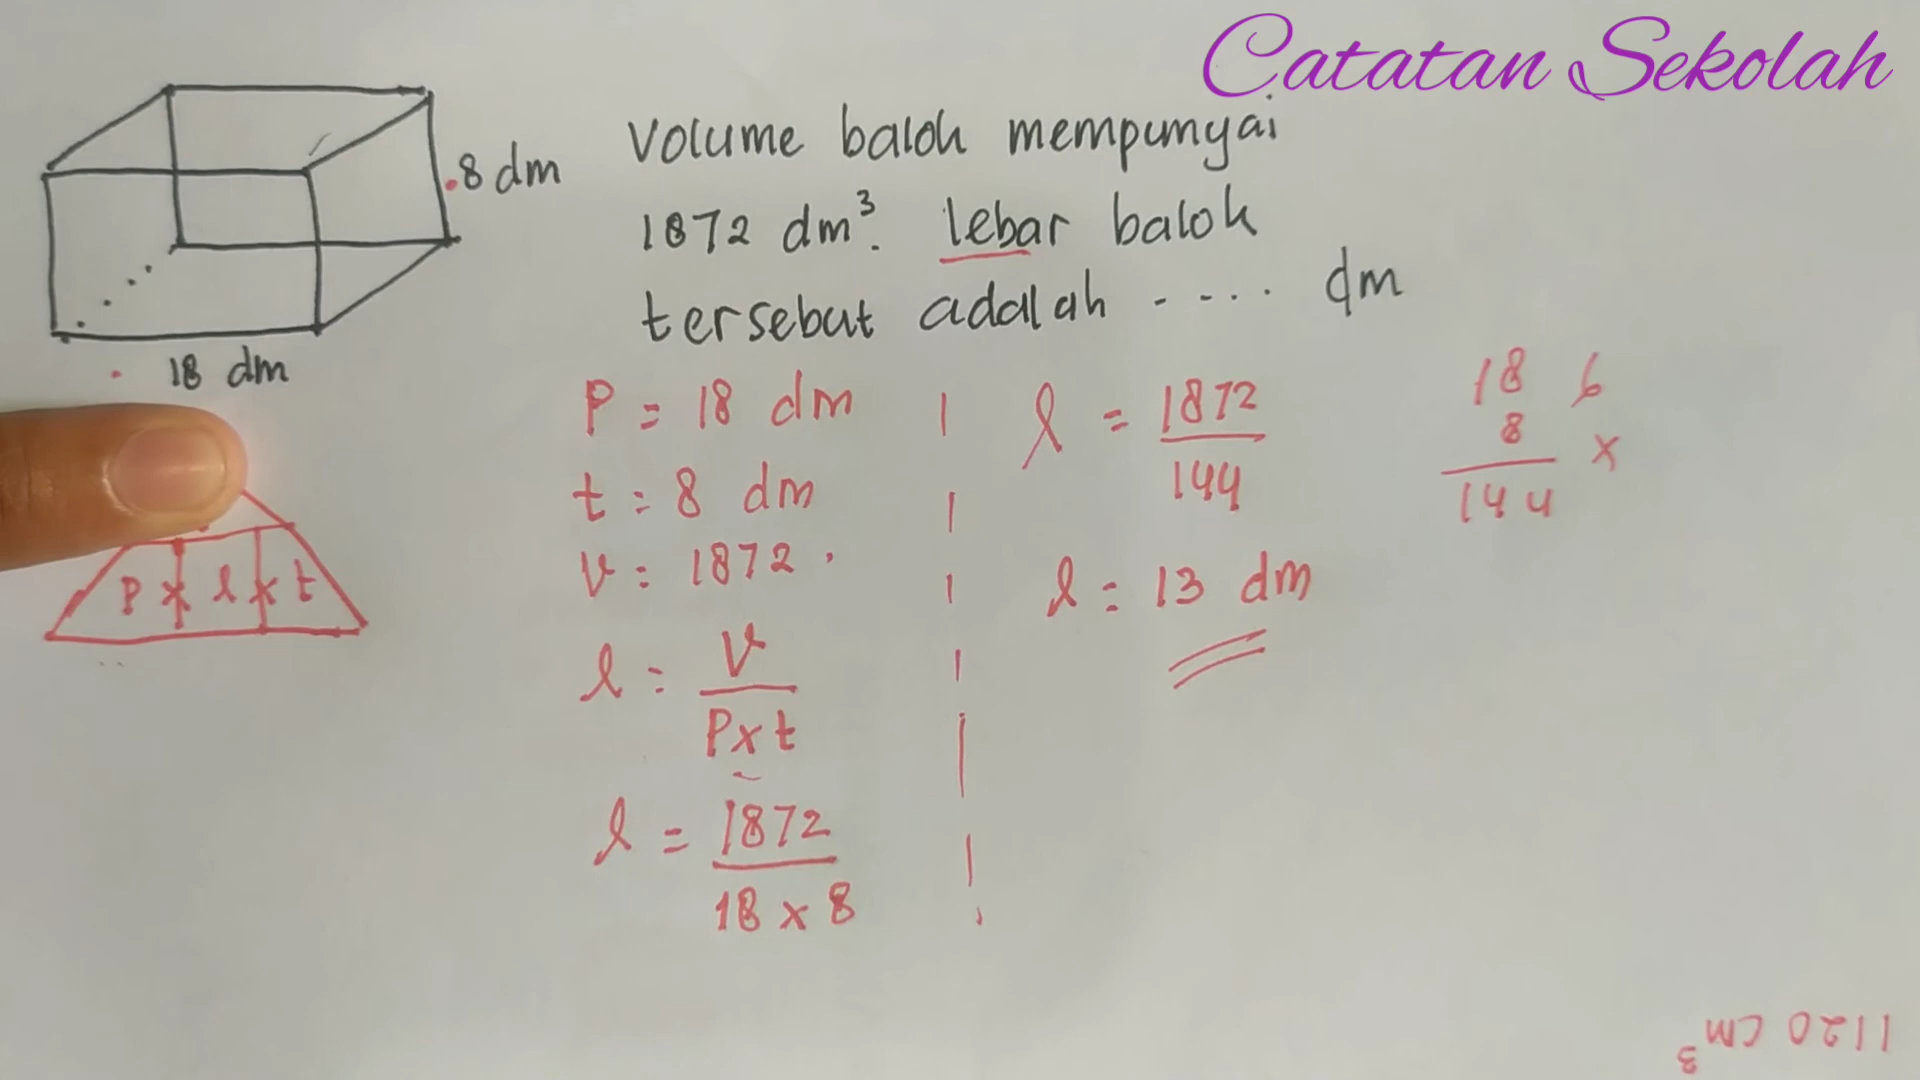 Catatan Sekolah
8 dm
18 dm
Volume balok mempunyai
1872 dm³. lebar balok
tersebut adalah .... dm
P = 18 dm
t = 8 dm
V = 1872
l = V
P x t
l = 1872
18 x 8
l = 1872
144
l = 13 dm
18 6
8 x
144
P x l x t
1120 cm³